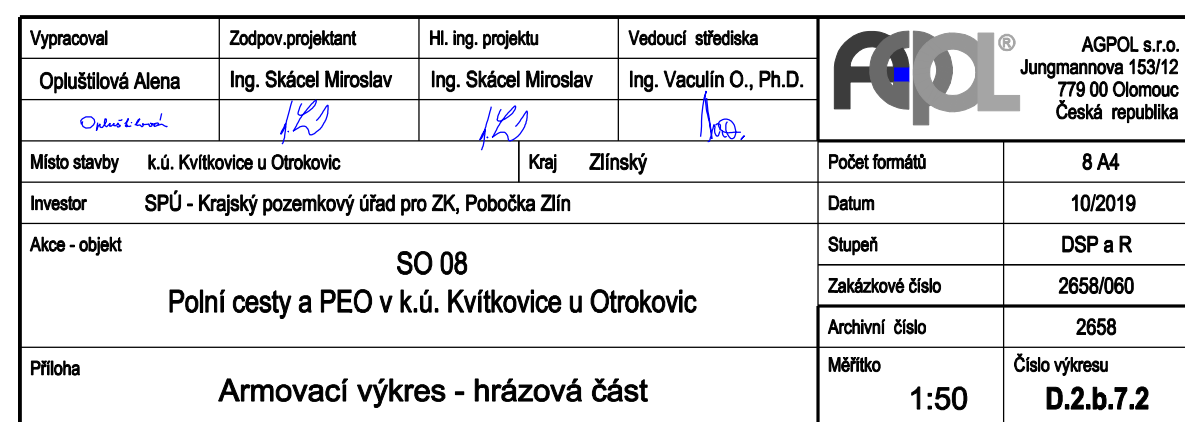 Vypracoval Zodpov.projektant Hl. ing. projektu Vedoucí střediska
Opluštilová Alena Ing. Skácel Miroslav Ing. Skácel Miroslav Ing. Vaculín O., Ph.D.
Opluštilová
AGPOL ®
AGPOL s.r.o.
Jungmannova 153/12
779 00 Olomouc
Česká republika
Místo stavby k.ú. Kvítkovice u Otrokovic Kraj Zlínský
Počet formátů 8 A4
Investor SPÚ - Krajský pozemkový úřad pro ZK, Pobočka Zlín
Datum 10/2019
Akce - objekt
SO 08
Polní cesty a PEO v k.ú. Kvítkovice u Otrokovic
Stupeň DSP a R
Zakázkové číslo 2658/060
Archivní číslo 2658
Příloha
Armovací výkres - hrázová část
Měřítko
1:50
Číslo výkresu
D.2.b.7.2